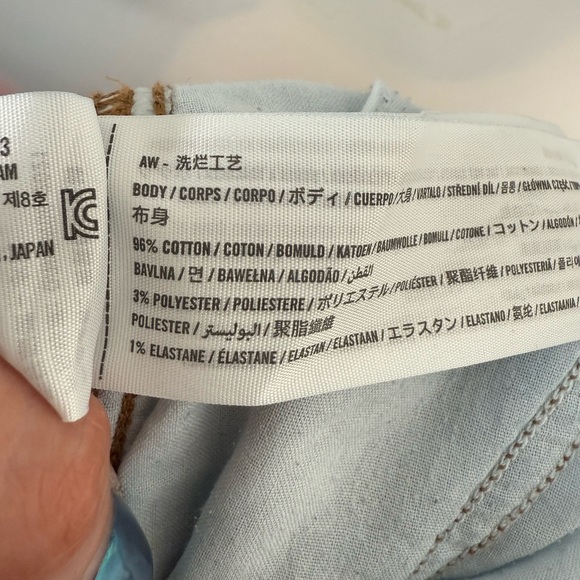 3
AM
제8호
, JAPAN
AW - 洗烂工艺
BODY / CORPS / CORPO / ボディ / CUERPO / 大身 / VARTALO / STŘEDNÍ DÍL / 몸통 / GŁÓWNA CZĘŚĆ /
布身
96% COTTON / COTON / BOMULD / KATOEN / BAUMWOLLE / BOMULL / COTONE / コットン / ALGODÓN /
BAVLNA / 면 / BAWEŁNA / ALGODÃO / القطن /
3% POLYESTER / POLIESTERE / ポリエステル / POLIÉSTER / 聚酯纤维 / POLYESTERIÄ / 폴리에
POLIESTER / البوليستر / 聚脂纖維
1% ELASTANE / ÉLASTANE / ELASTAN / ELASTAAN / エラスタン / ELASTANO / 氨纶 / ELASTAANIA /